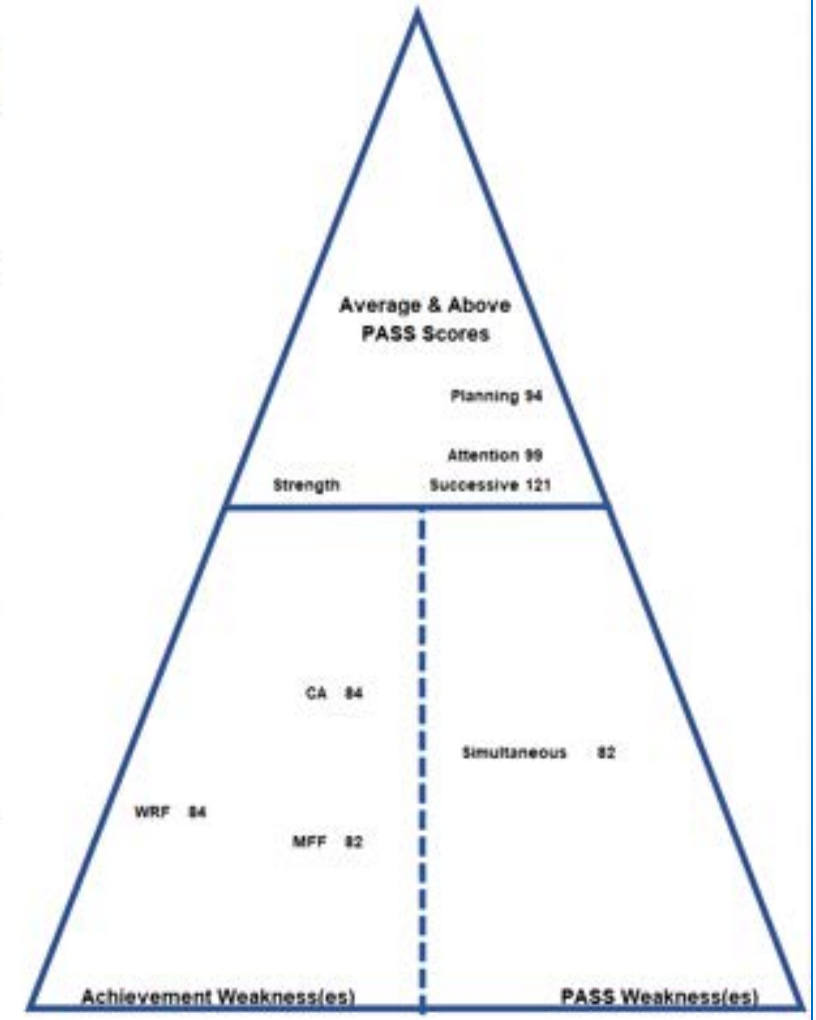 Average & Above
PASS Scores
Planning 94
Attention 99
Strength Successive 121
CA 84
Simultaneous 82
WRF 84
MFF 82
Achievement Weakness(es) PASS Weakness(es)